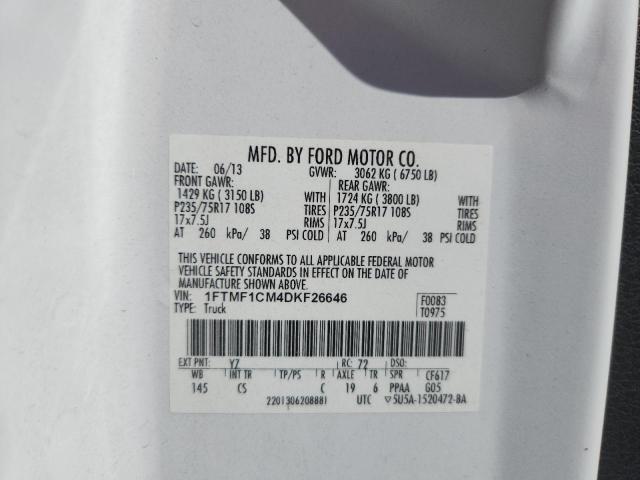 MFD. BY FORD MOTOR CO.
DATE: 06/13 GVWR: 3062 KG ( 6750 LB)
FRONT GAWR: REAR GAWR:
1429 KG ( 3150 LB) WITH 1724 KG ( 3800 LB) WITH
P235/75R17 108S TIRES P235/75R17 108S TIRES
17x7.5J RIMS 17x7.5J RIMS
AT 260 kPa/ 38 PSI COLD AT 260 kPa/ 38 PSI COLD
THIS VEHICLE CONFORMS TO ALL APPLICABLE FEDERAL MOTOR
VEHICLE SAFETY STANDARDS IN EFFECT ON THE DATE OF
MANUFACTURE SHOWN ABOVE.
VIN: 1FTMF1CM4DKF26646 F0083
TYPE: Truck T0975
EXT PNT: YZ RC: 72 DSO:
WB INT TR TP/PS R AXLE TR SPR CF617
145 CS C 19 6 PPAA G05
2201306208881 UTC ▽5U5A-1520472-BA